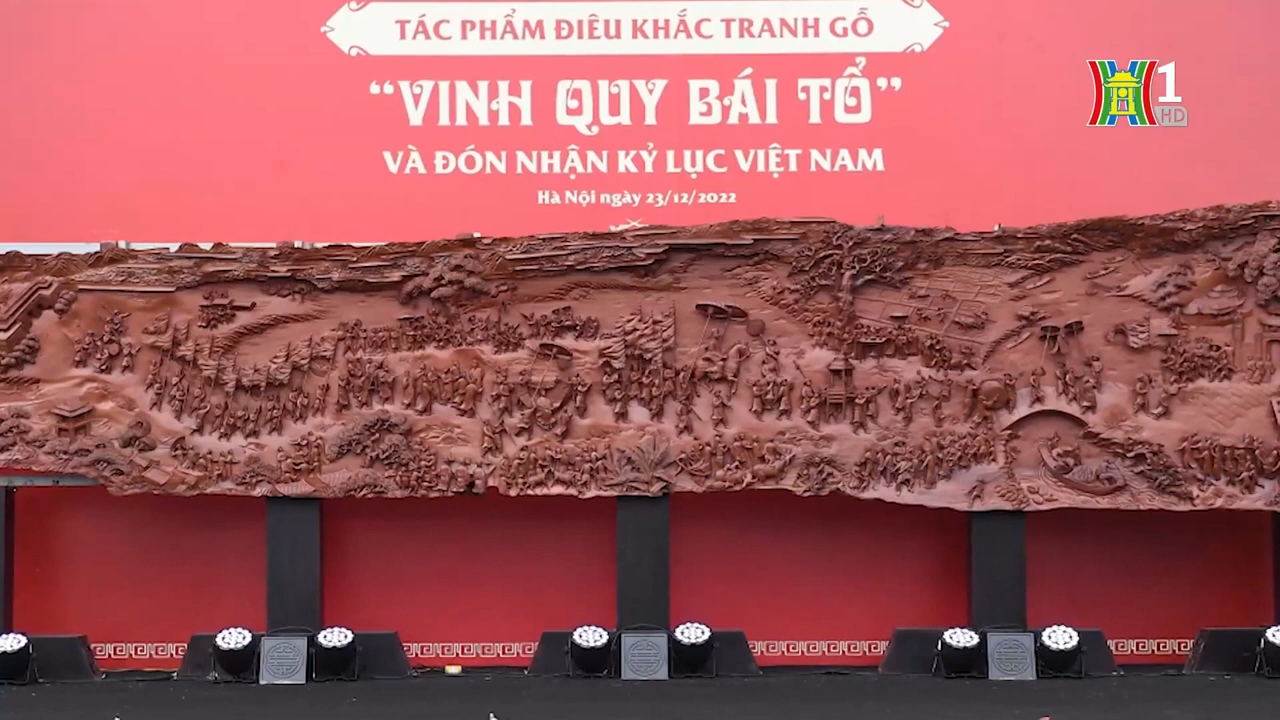 TÁC PHẨM ĐIÊU KHẮC TRANH GỖ
“VINH QUY BÁI TỔ”
VÀ ĐÓN NHẬN KỶ LỤC VIỆT NAM
Hà Nội ngày 23/12/2022
H1
HD